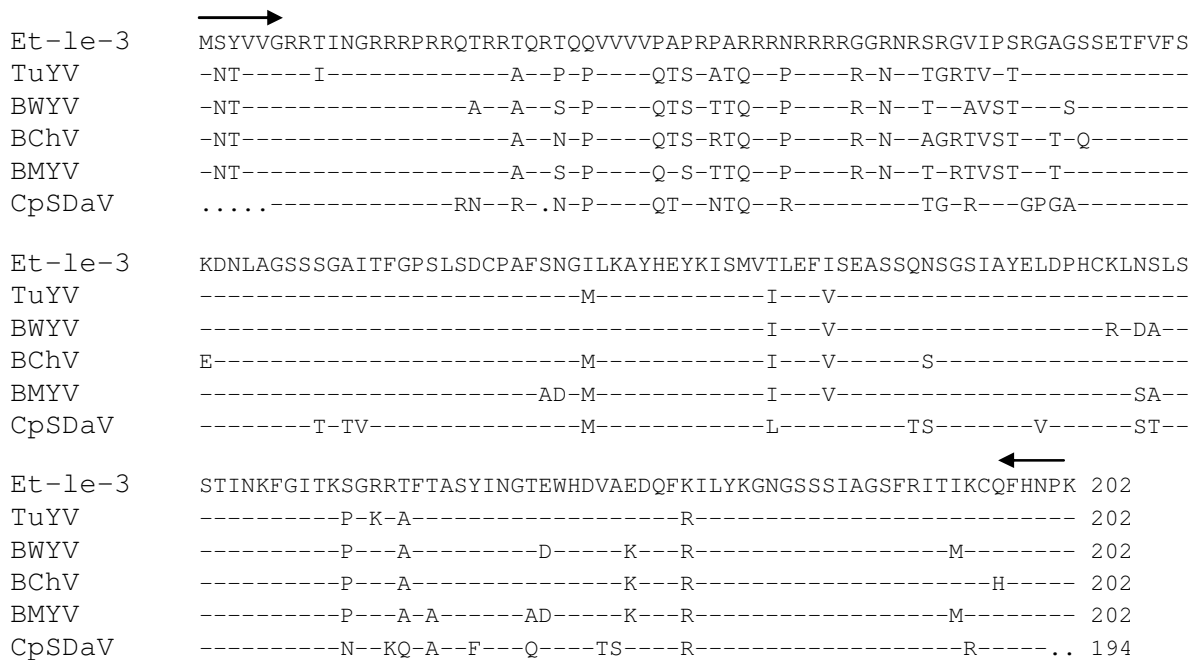 Et-le-3 MSYVVGRRTINGRRRPRRQTRRTQRTQQVVVVPAPRPARRRNRRRRGGRNRSRGVIPSRGAGSSETFVFS
TuYV -NT-----I-------------A--P-P----QTS-ATQ--P----R-N--TGRTV-T------------
BWYV -NT----------------A--A--S-P----QTS-TTQ--P----R-N--T--AVST---S--------
BChV -NT-------------------A--N-P----QTS-RTQ--P----R-N--AGRTVST--T-Q-------
BMYV -NT-------------------A--S-P----Q-S-TTQ--P----R-N--T-RTVST--T---------
CpSDaV .....-------------RN--R-.N-P----QT--NTQ--R---------TG-R---GPGA--------
Et-le-3 KDNLAGSSSGAITFGPSLSDCPAFSNGILKAYHEYKISMVTLEFISEASSQNSGSIAYELDPHCKLNSLS
TuYV ---------------------------M------------I---V-------------------------
BWYV ----------------------------------------I---V-------------------R-DA--
BChV E--------------------------M------------I---V------S------------------
BMYV ------------------------AD-M------------I---V---------------------SA--
CpSDaV --------T-TV---------------M------------L---------TS-------V------ST--
Et-le-3 STINKFGITKSGRRTFTASYINGTEWHDVAEDQFKILYKGNGSSSIAGSFRITIKCQFHNPK 202
TuYV ----------P-K-A-------------------R--------------------------- 202
BWYV ----------P---A---------D-----K---R------------------M-------- 202
BChV ----------P---A---------------K---R---------------------H----- 202
BMYV ----------P---A-A------AD-----K---R------------------M-------- 202
CpSDaV ----------N--KQ-A--F---Q----TS----R-------------------R-----.. 194